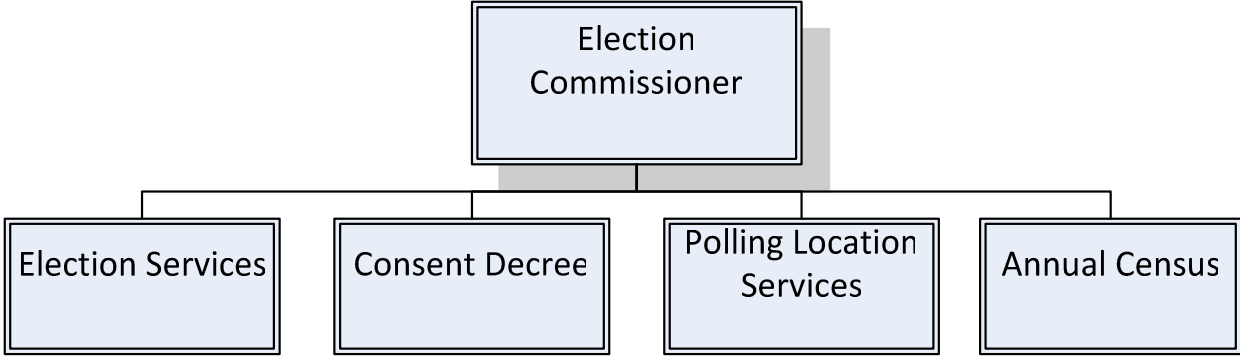 Election
Commissioner
Election Services
Consent Decree
Polling Location
Services
Annual Census